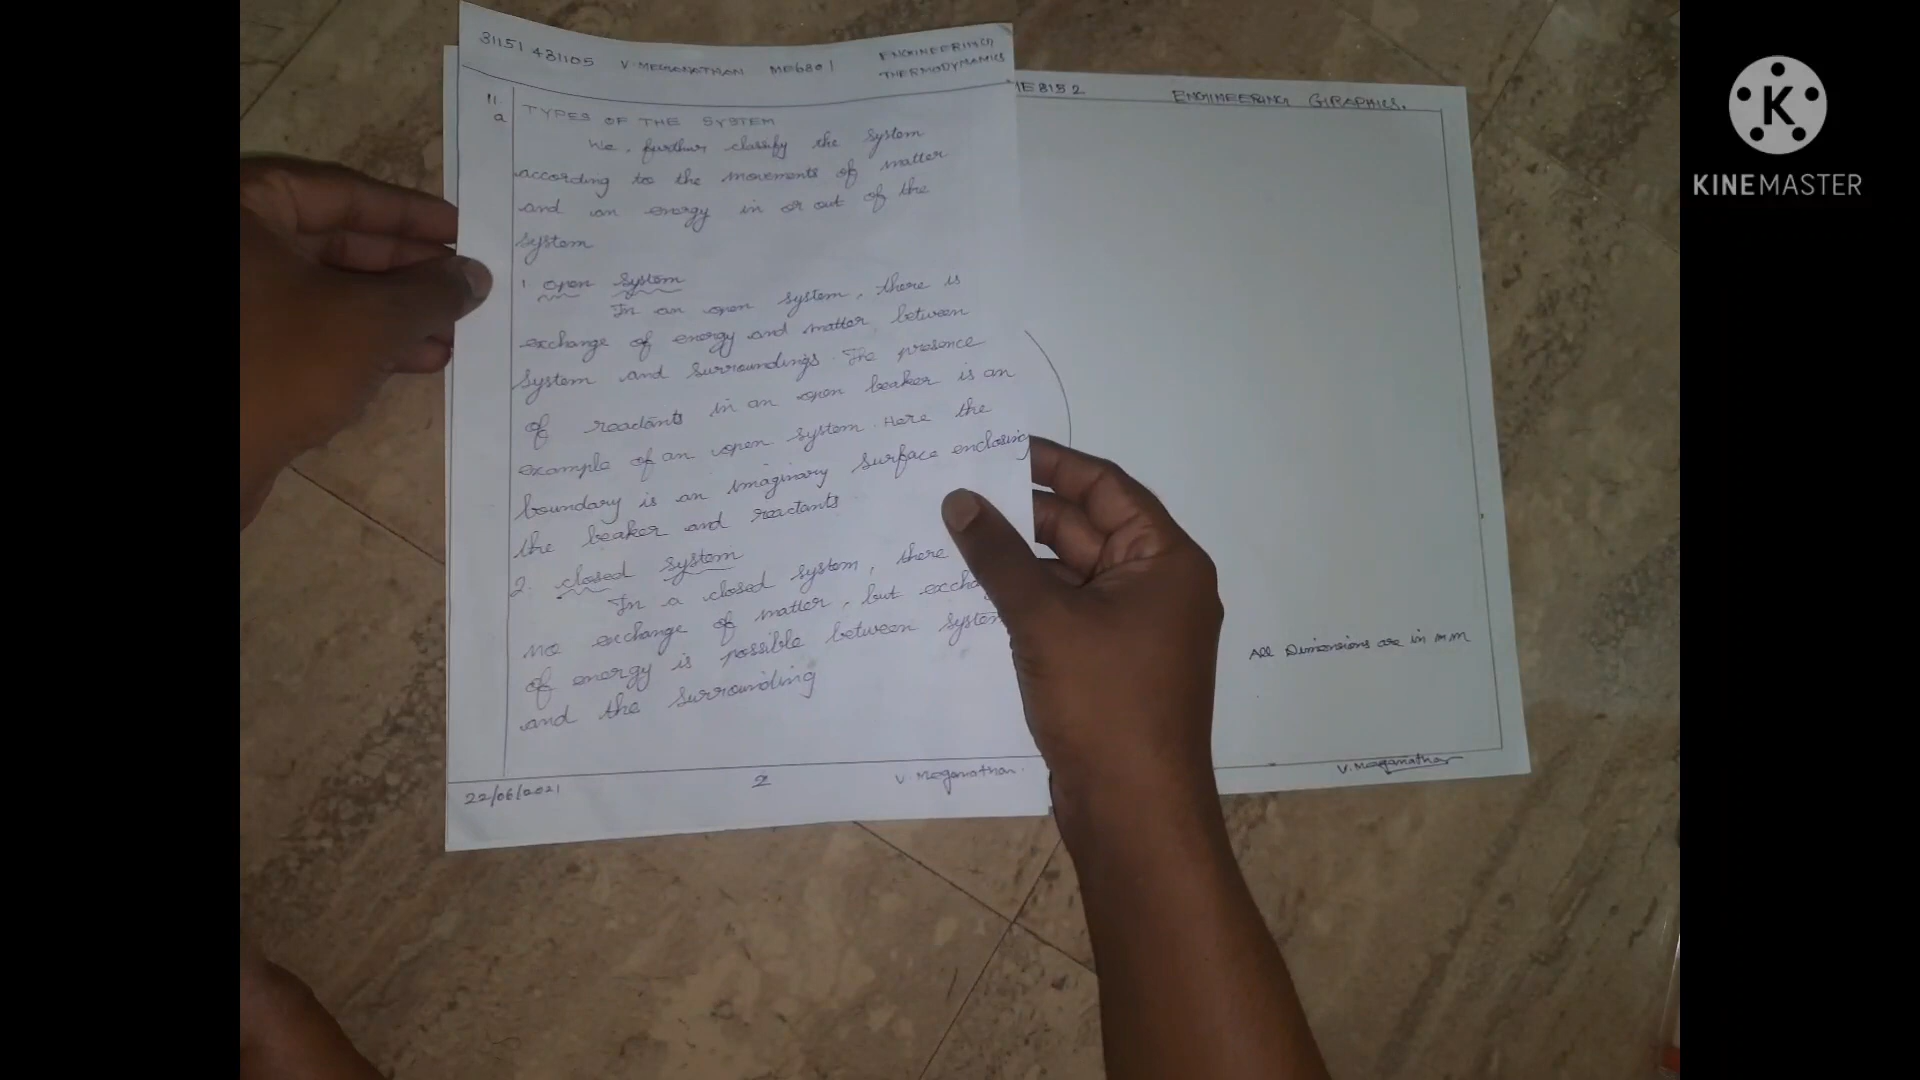 31151 431105 V. MEGANATHAN ME6301 ENGINEERING THERMODYNAMICS
11.
a
TYPES OF THE SYSTEM
We, further classify the system
according to the movements of matter
and an energy in or out of the
system
1. open system
In an open system, there is
exchange of energy and matter between
system and surroundings. The presence
of reactants in an open beaker is an
example of an open system. Here the
boundary is an imaginary surface enclosing
the beaker and reactants
2. closed system
In a closed system, there
no exchange of matter, but excha
of energy is possible between system
and the surrounding
22/06/2021 2 V. Meganathan.
ME8152 ENGINEERING GRAPHICS.
All Dimensions are in mm
V. Meganathan
K
KINEMASTER